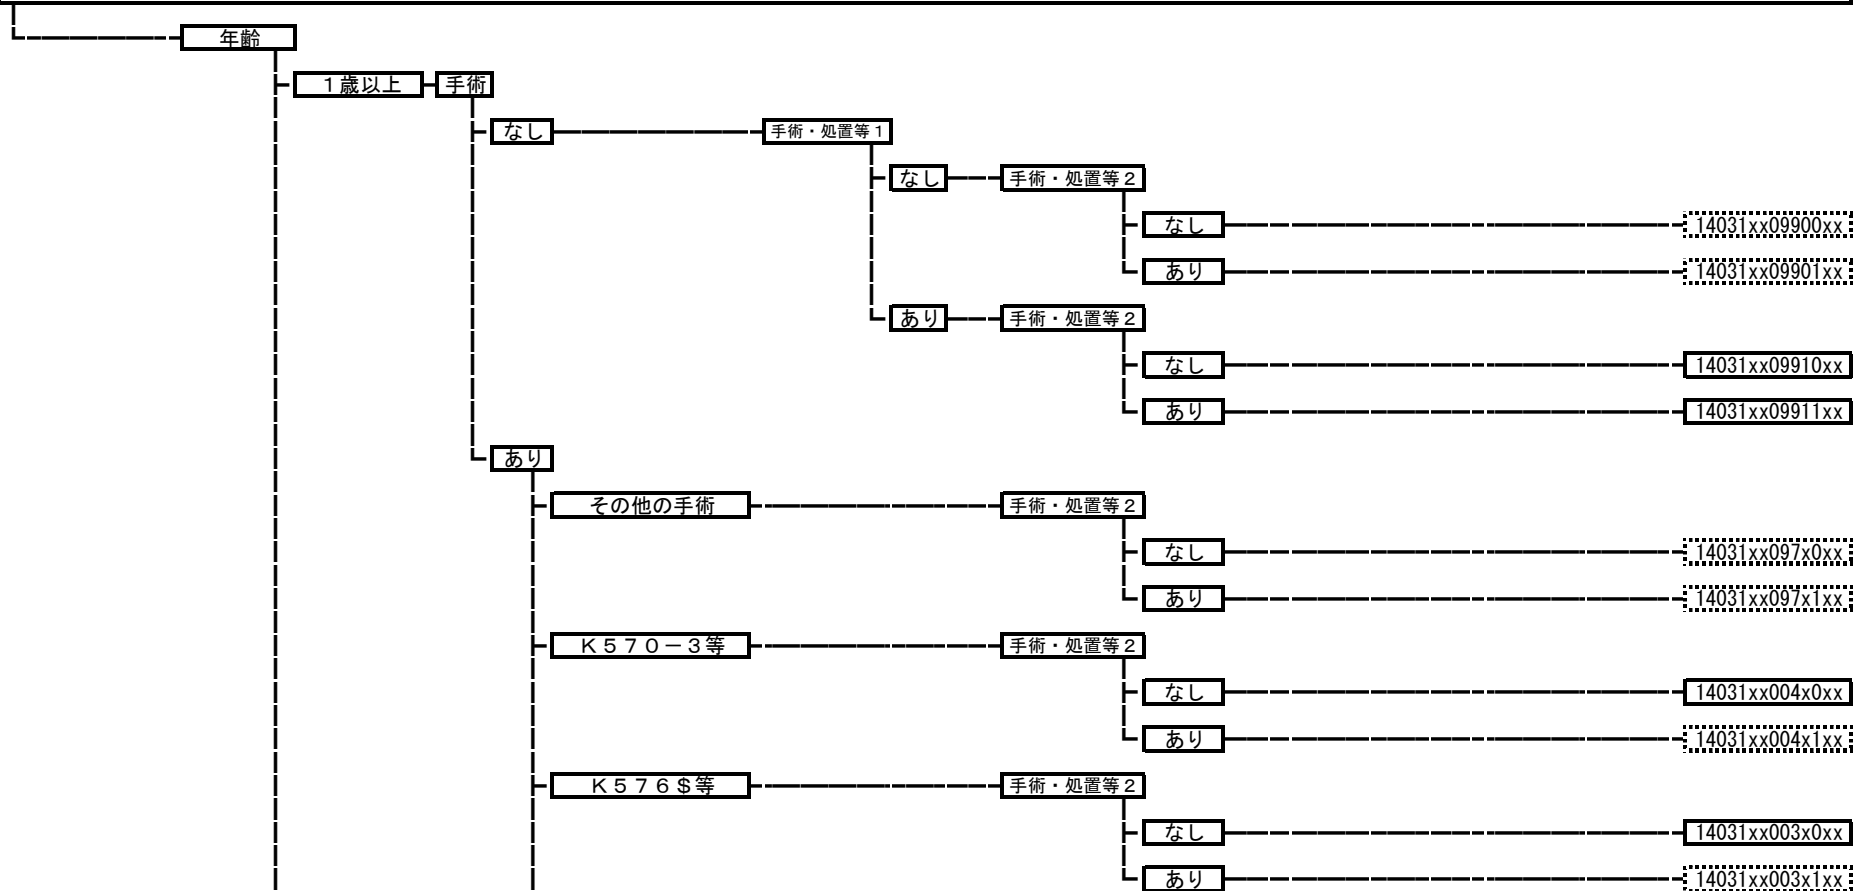 年齢
１歳以上 手術
なし 手術・処置等１
なし 手術・処置等２
なし 14031xx09900xx
あり 14031xx09901xx
あり 手術・処置等２
なし 14031xx09910xx
あり 14031xx09911xx
あり
その他の手術 手術・処置等２
なし 14031xx097x0xx
あり 14031xx097x1xx
Ｋ５７０－３等 手術・処置等２
なし 14031xx004x0xx
あり 14031xx004x1xx
Ｋ５７６＄等 手術・処置等２
なし 14031xx003x0xx
あり 14031xx003x1xx